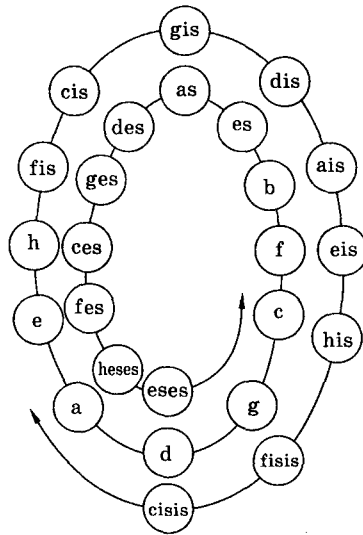 gis
cis
dis
as
des
es
fis
ges
b
ais
h
ces
f
eis
e
fes
c
his
heses
eses
a
g
d
fisis
cisis